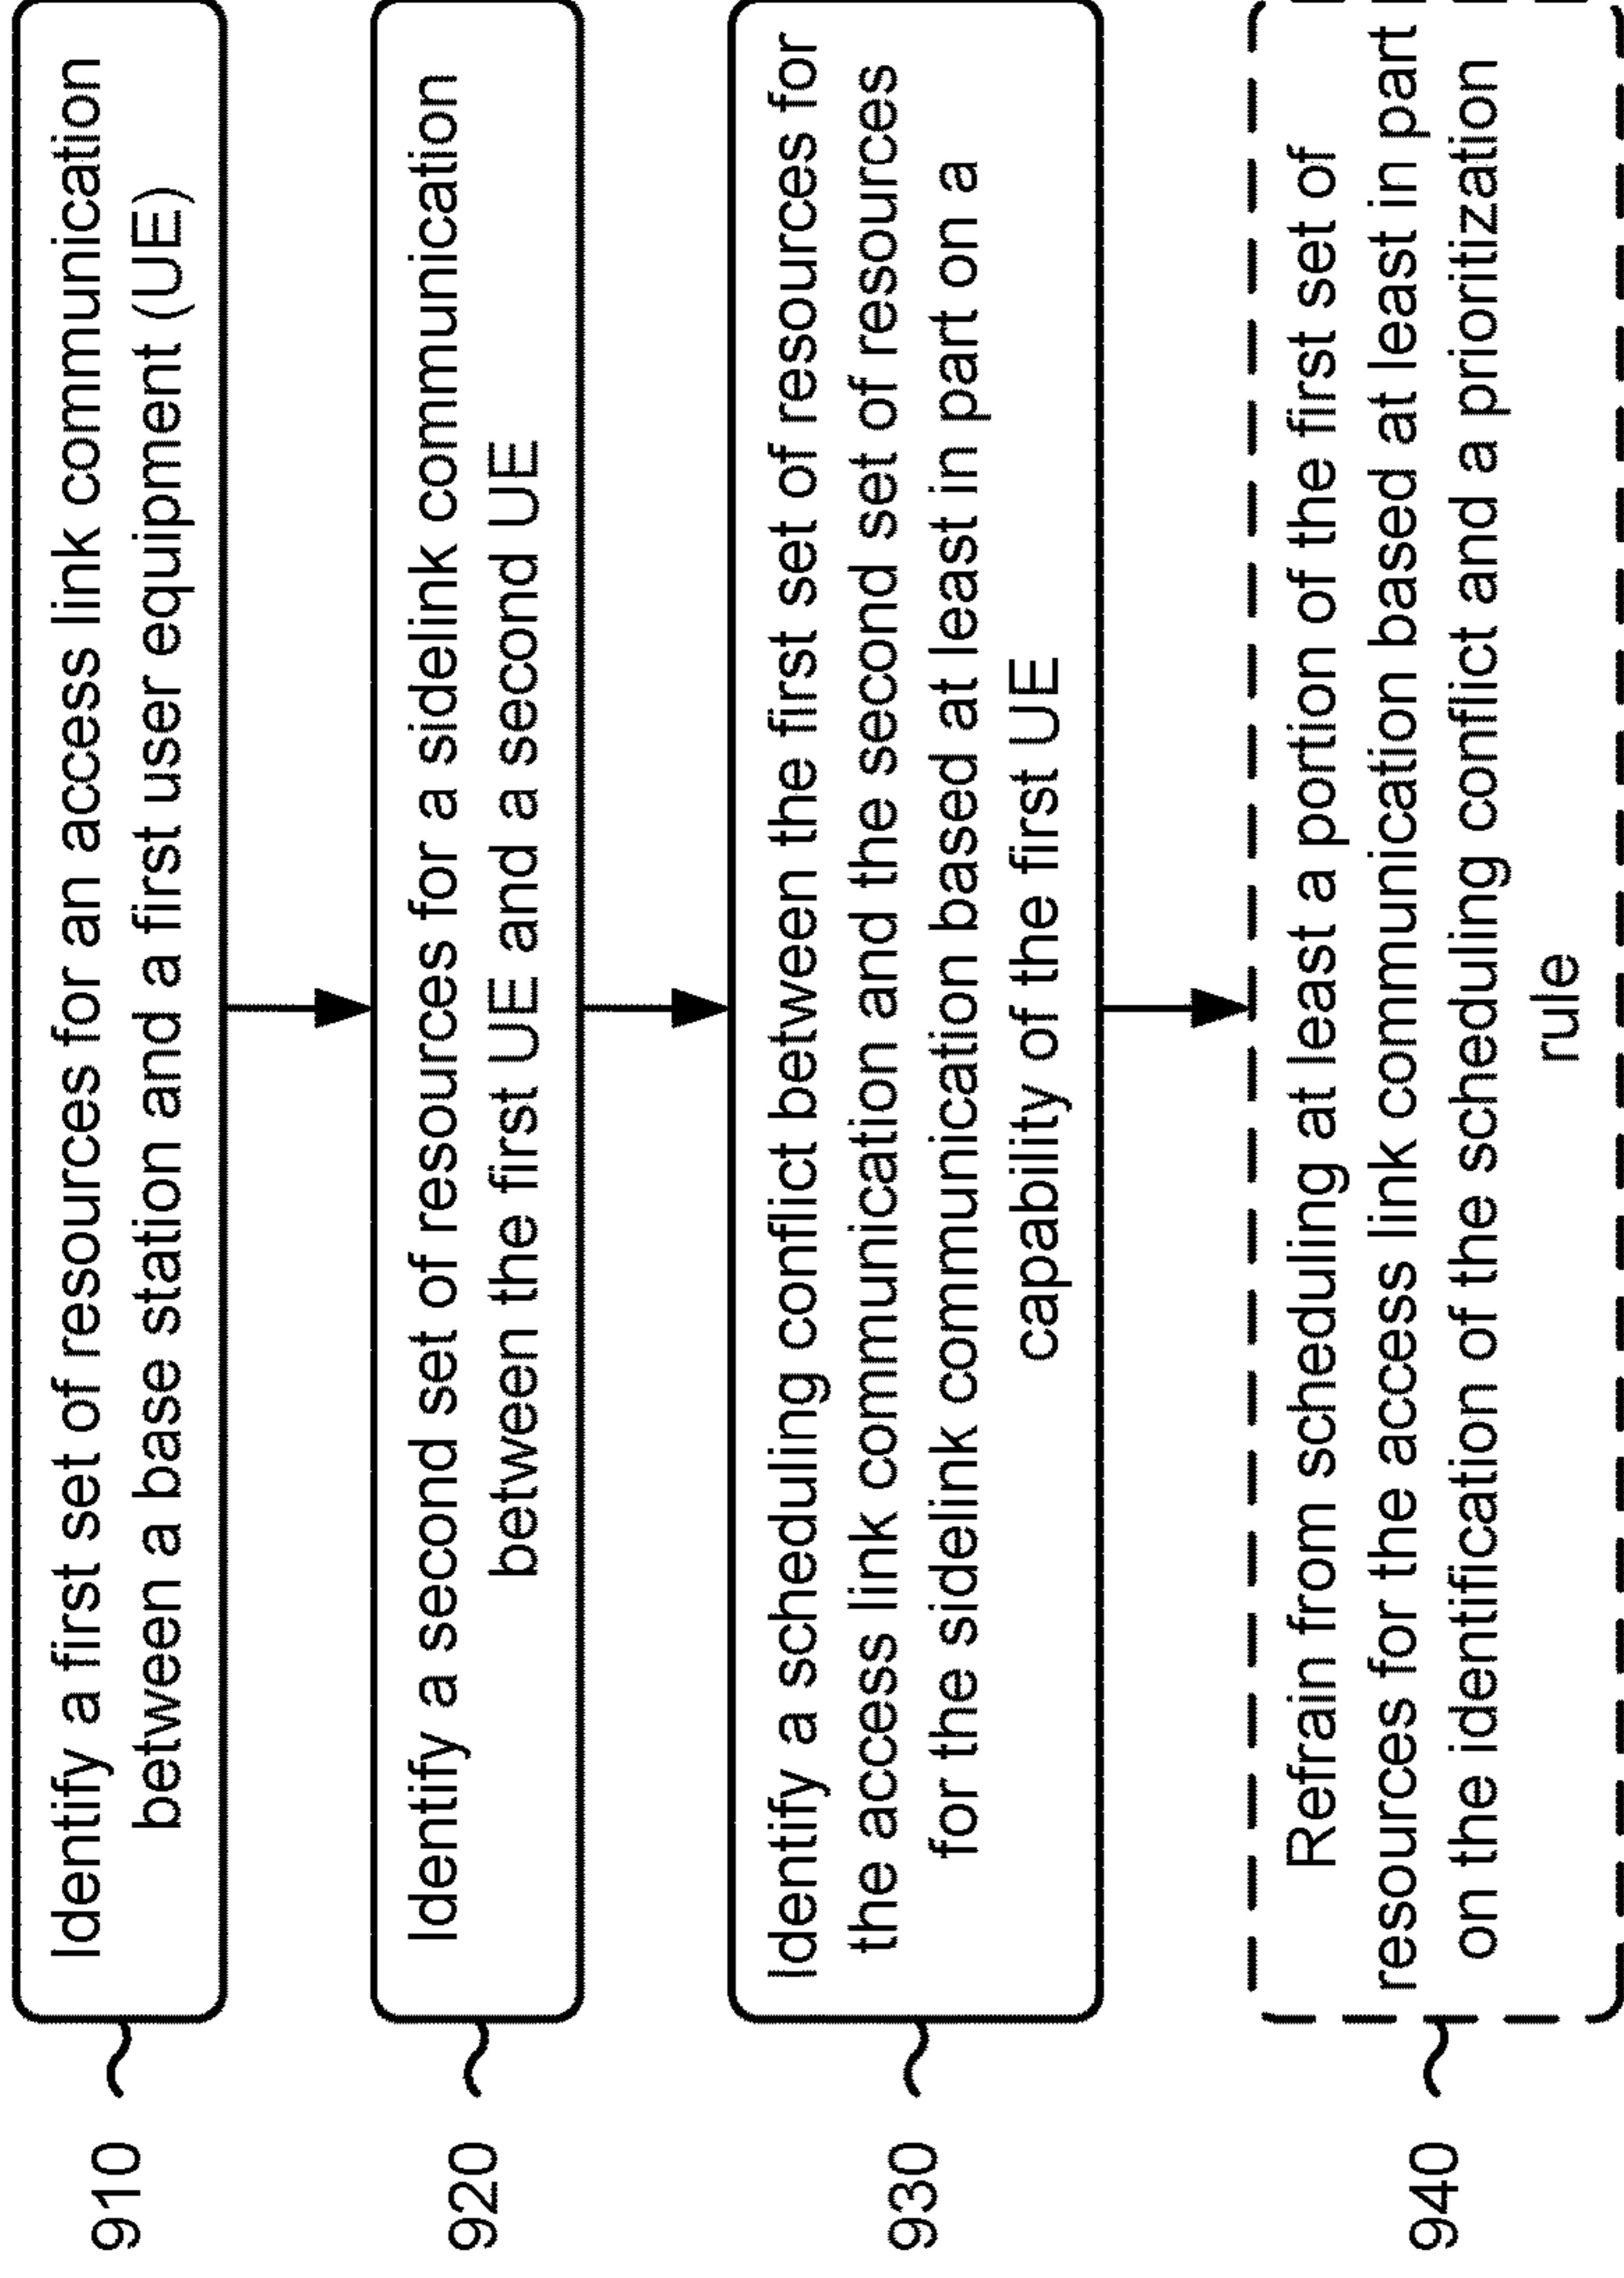 910
Identify a first set of resources for an access link communication
between a base station and a first user equipment (UE)
920
Identify a second set of resources for a sidelink communication
between the first UE and a second UE
930
Identify a scheduling conflict between the first set of resources for
the access link communication and the second set of resources
for the sidelink communication based at least in part on a
capability of the first UE
940
Refrain from scheduling at least a portion of the first set of
resources for the access link communication based at least in part
on the identification of the scheduling conflict and a prioritization
rule